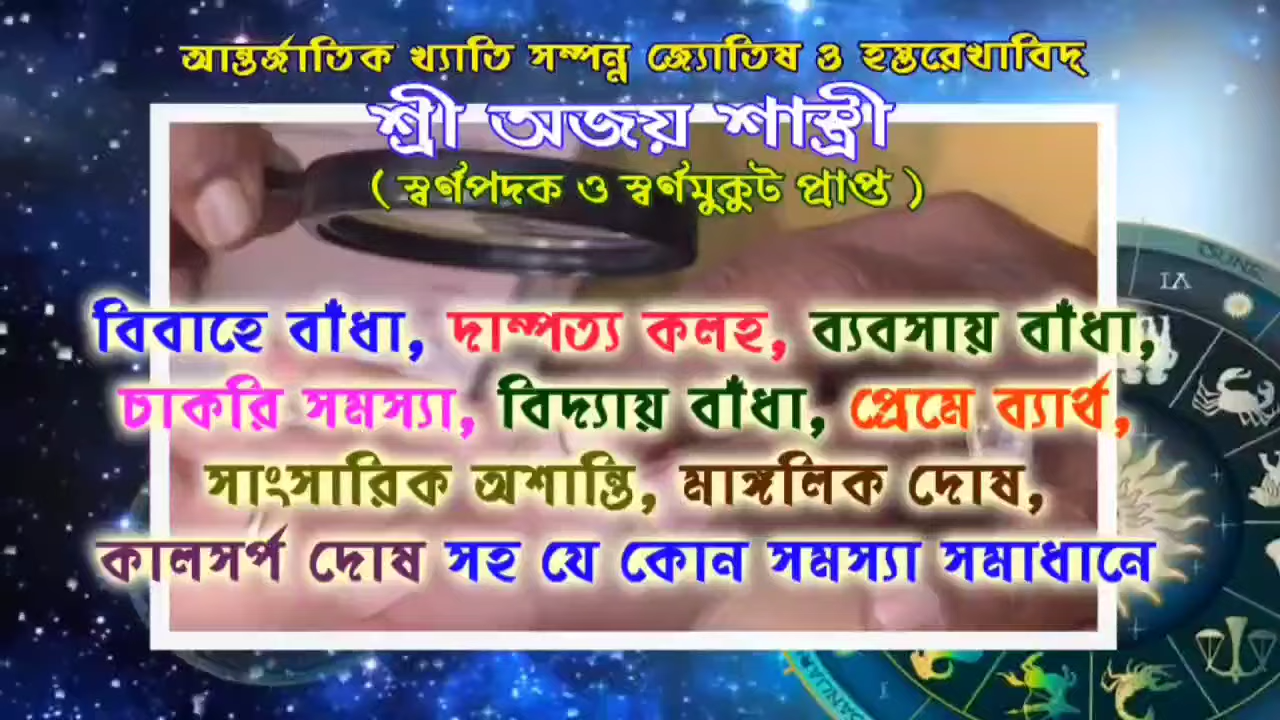 আন্তর্জাতিক খ্যাতি সম্পন্ন জ্যোতিষ ও হস্তরেখাবিদ্
শ্রী অজয় শাস্ত্রী
( স্বর্ণপদক ও স্বর্ণমুকুট প্রাপ্ত )
বিবাহে বাঁধা, দাম্পত্য কলহ, ব্যবসায় বাঁধা,
চাকরি সমস্যা, বিদ্যায় বাঁধা, প্রেমে ব্যার্থ,
সাংসারিক অশান্তি, মাঙ্গলিক দোষ,
কালসর্প দোষ সহ যে কোন সমস্যা সমাধানে